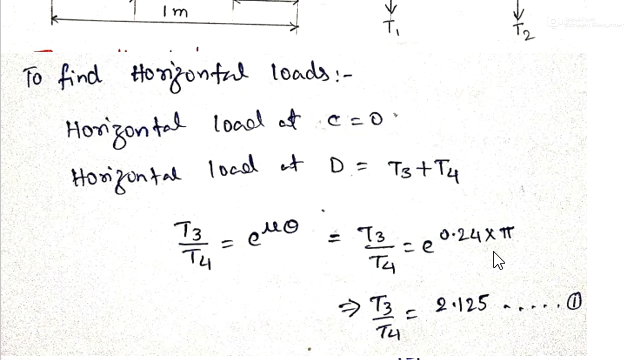 1m
T₁ T₂
To find Horizontal loads:-
Horizontal load at C = 0
Horizontal load at D = T₃ + T₄
T₃/T₄ = e^μθ = T₃/T₄ = e^0.24×π
⇒ T₃/T₄ = 2.125 ..... ①